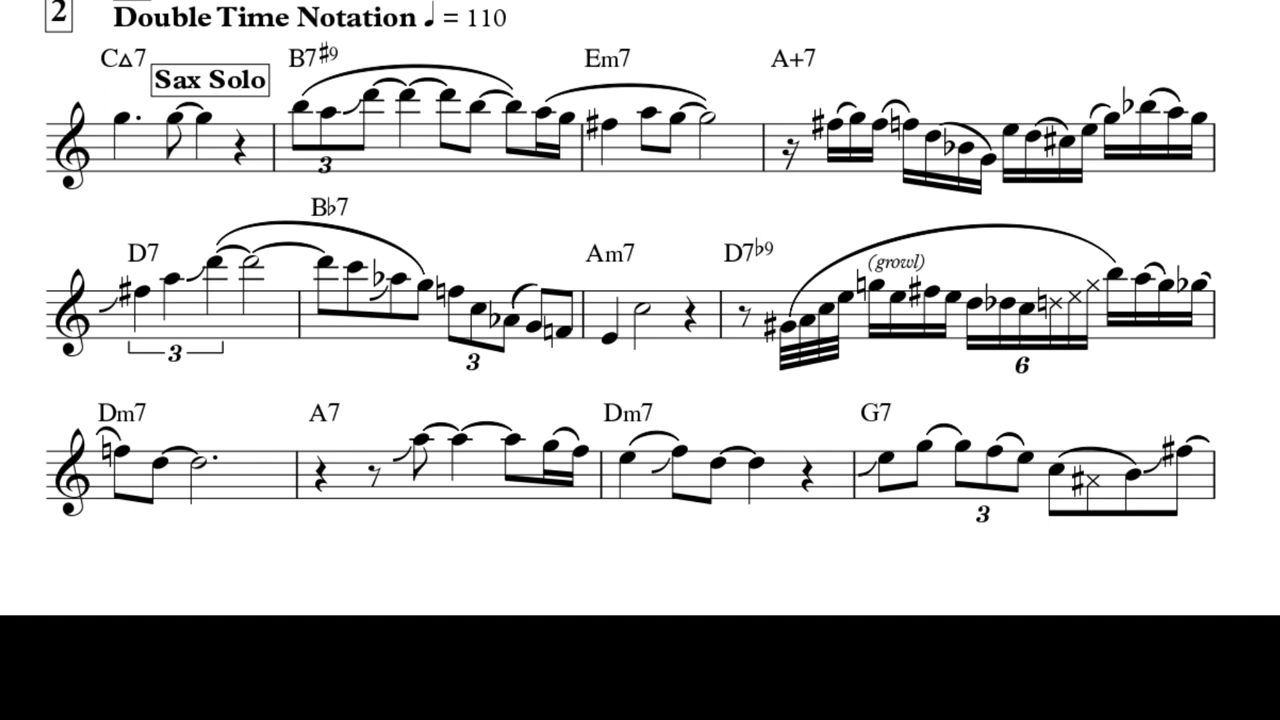 2 Double Time Notation ♩ = 110
C△7 Sax Solo B7♯9 Em7 A+7
3
B♭7
D7 Am7 D7♭9
(growl)
3 3 6
Dm7 A7 Dm7 G7
3